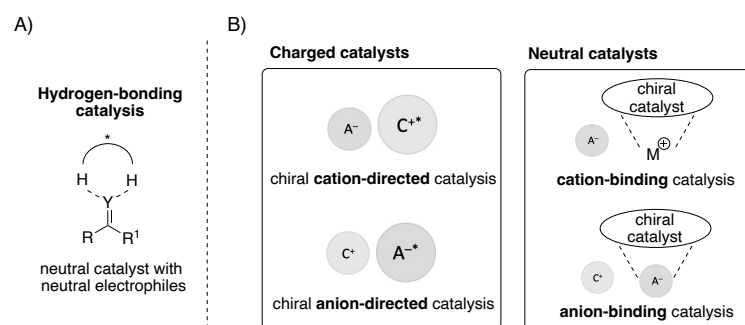 A)
Hydrogen-bonding
catalysis
*
H H
Y
R R¹
neutral catalyst with
neutral electrophiles
B)
Charged catalysts
A⁻ C⁺*
chiral cation-directed catalysis
C⁺ A⁻*
chiral anion-directed catalysis
Neutral catalysts
chiral
catalyst
A⁻ M⊕
cation-binding catalysis
chiral
catalyst
C⁺ A⁻
anion-binding catalysis